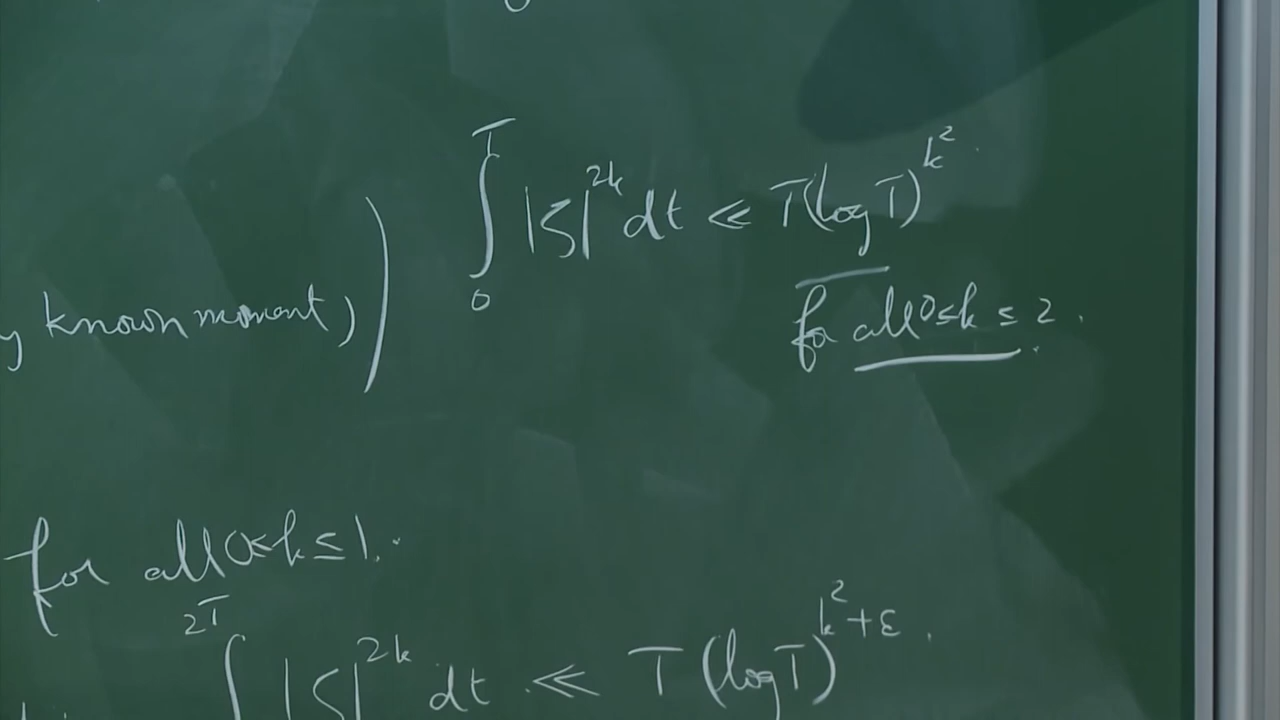 ∫₀ᵀ |ζ|^{2k} dt ≪ T(log T)^{k²}.
known moment)) for all 0≤k ≤ 2.
for all 0<k≤1.
∫^{2T} |ζ|^{2k} dt ≪ T(log T)^{k²+ε}.